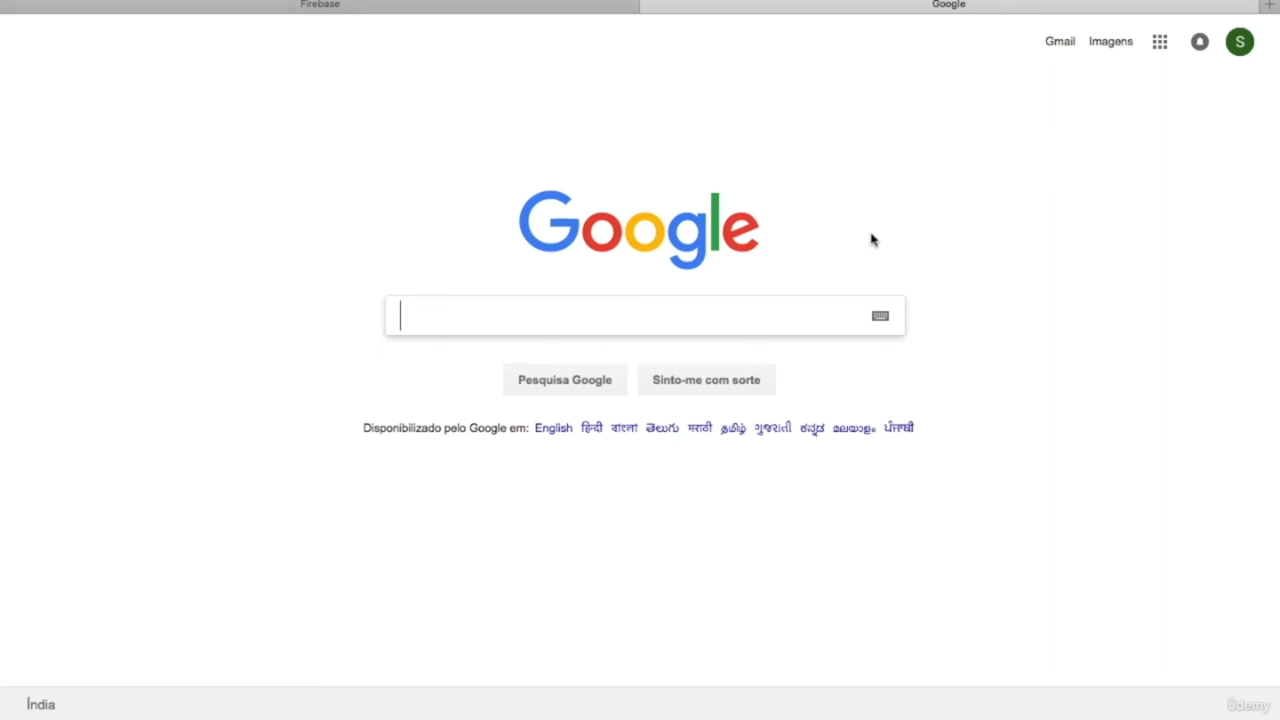 Firebase
Google
+
Gmail Imagens
S
Google
Pesquisa Google Sinto-me com sorte
Disponibilizado pelo Google em: English हिन्दी বাংলা తెలుగు मराठी தமிழ் ગુજરાતી ಕನ್ನಡ മലയാളം ਪੰਜਾਬੀ
Índia
ûdemy